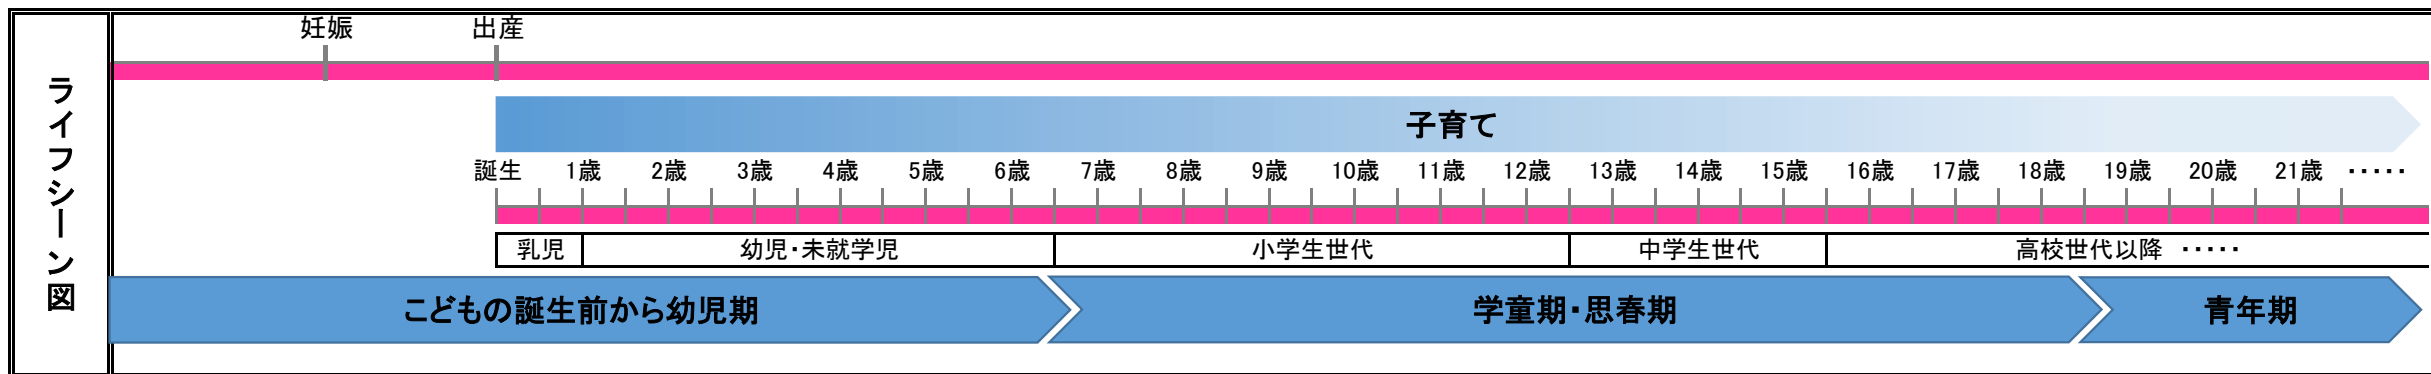 ライフシーン図
妊娠 出産
子育て
誕生 1歳 2歳 3歳 4歳 5歳 6歳 7歳 8歳 9歳 10歳 11歳 12歳 13歳 14歳 15歳 16歳 17歳 18歳 19歳 20歳 21歳 ・・・・・
乳児 幼児・未就学児 小学生世代 中学生世代 高校世代以降 ・・・・・
こどもの誕生前から幼児期 学童期・思春期 青年期